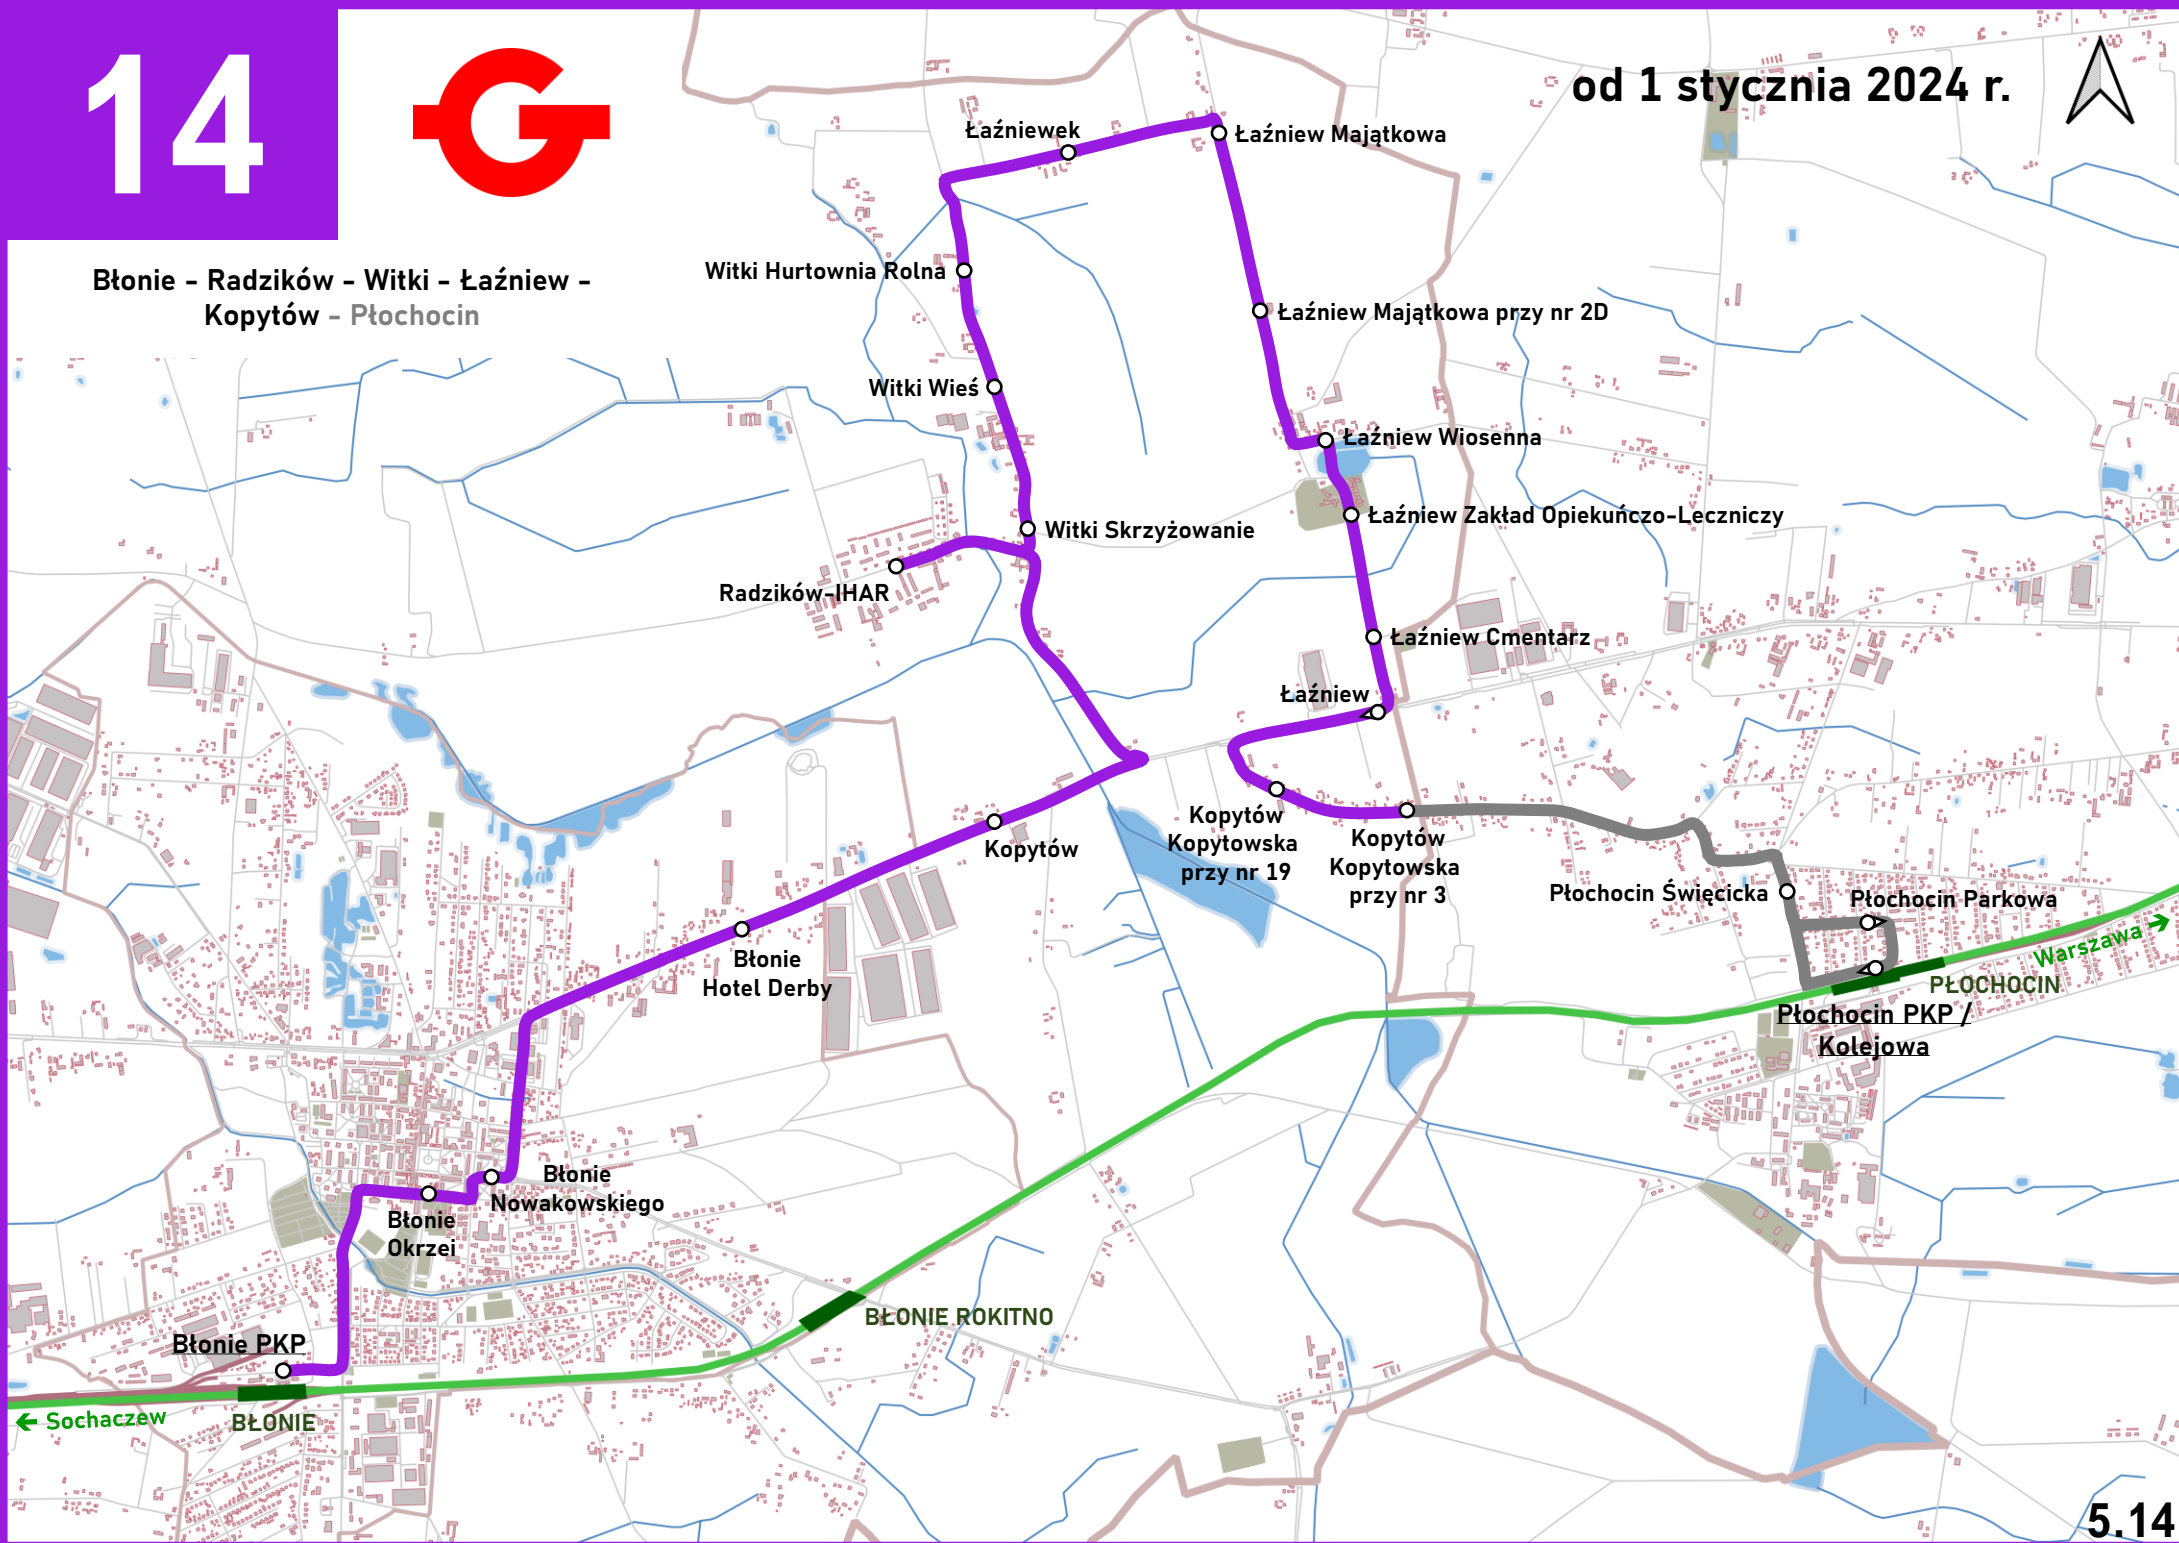 14
od 1 stycznia 2024 r.
Błonie - Radzików - Witki - Łaźniew -
Kopytów - Płochocin
Łaźniewek
Łaźniew Majątkowa
Witki Hurtownia Rolna
Łaźniew Majątkowa przy nr 2D
Witki Wieś
Łaźniew Wiosenna
Łaźniew Zakład Opiekuńczo-Leczniczy
Witki Skrzyżowanie
Radzików-IHAR
Łaźniew Cmentarz
Łaźniew
Kopytów
Kopytowska
przy nr 19
Kopytów
Kopytowska
przy nr 3
Kopytów
Płochocin Święcicka
Płochocin Parkowa
Warszawa →
PŁOCHOCIN
Płochocin PKP /
Kolejowa
Błonie
Hotel Derby
Błonie
Nowakowskiego
Błonie
Okrzei
BŁONIE ROKITNO
Błonie PKP
← Sochaczew
BŁONIE
5.14